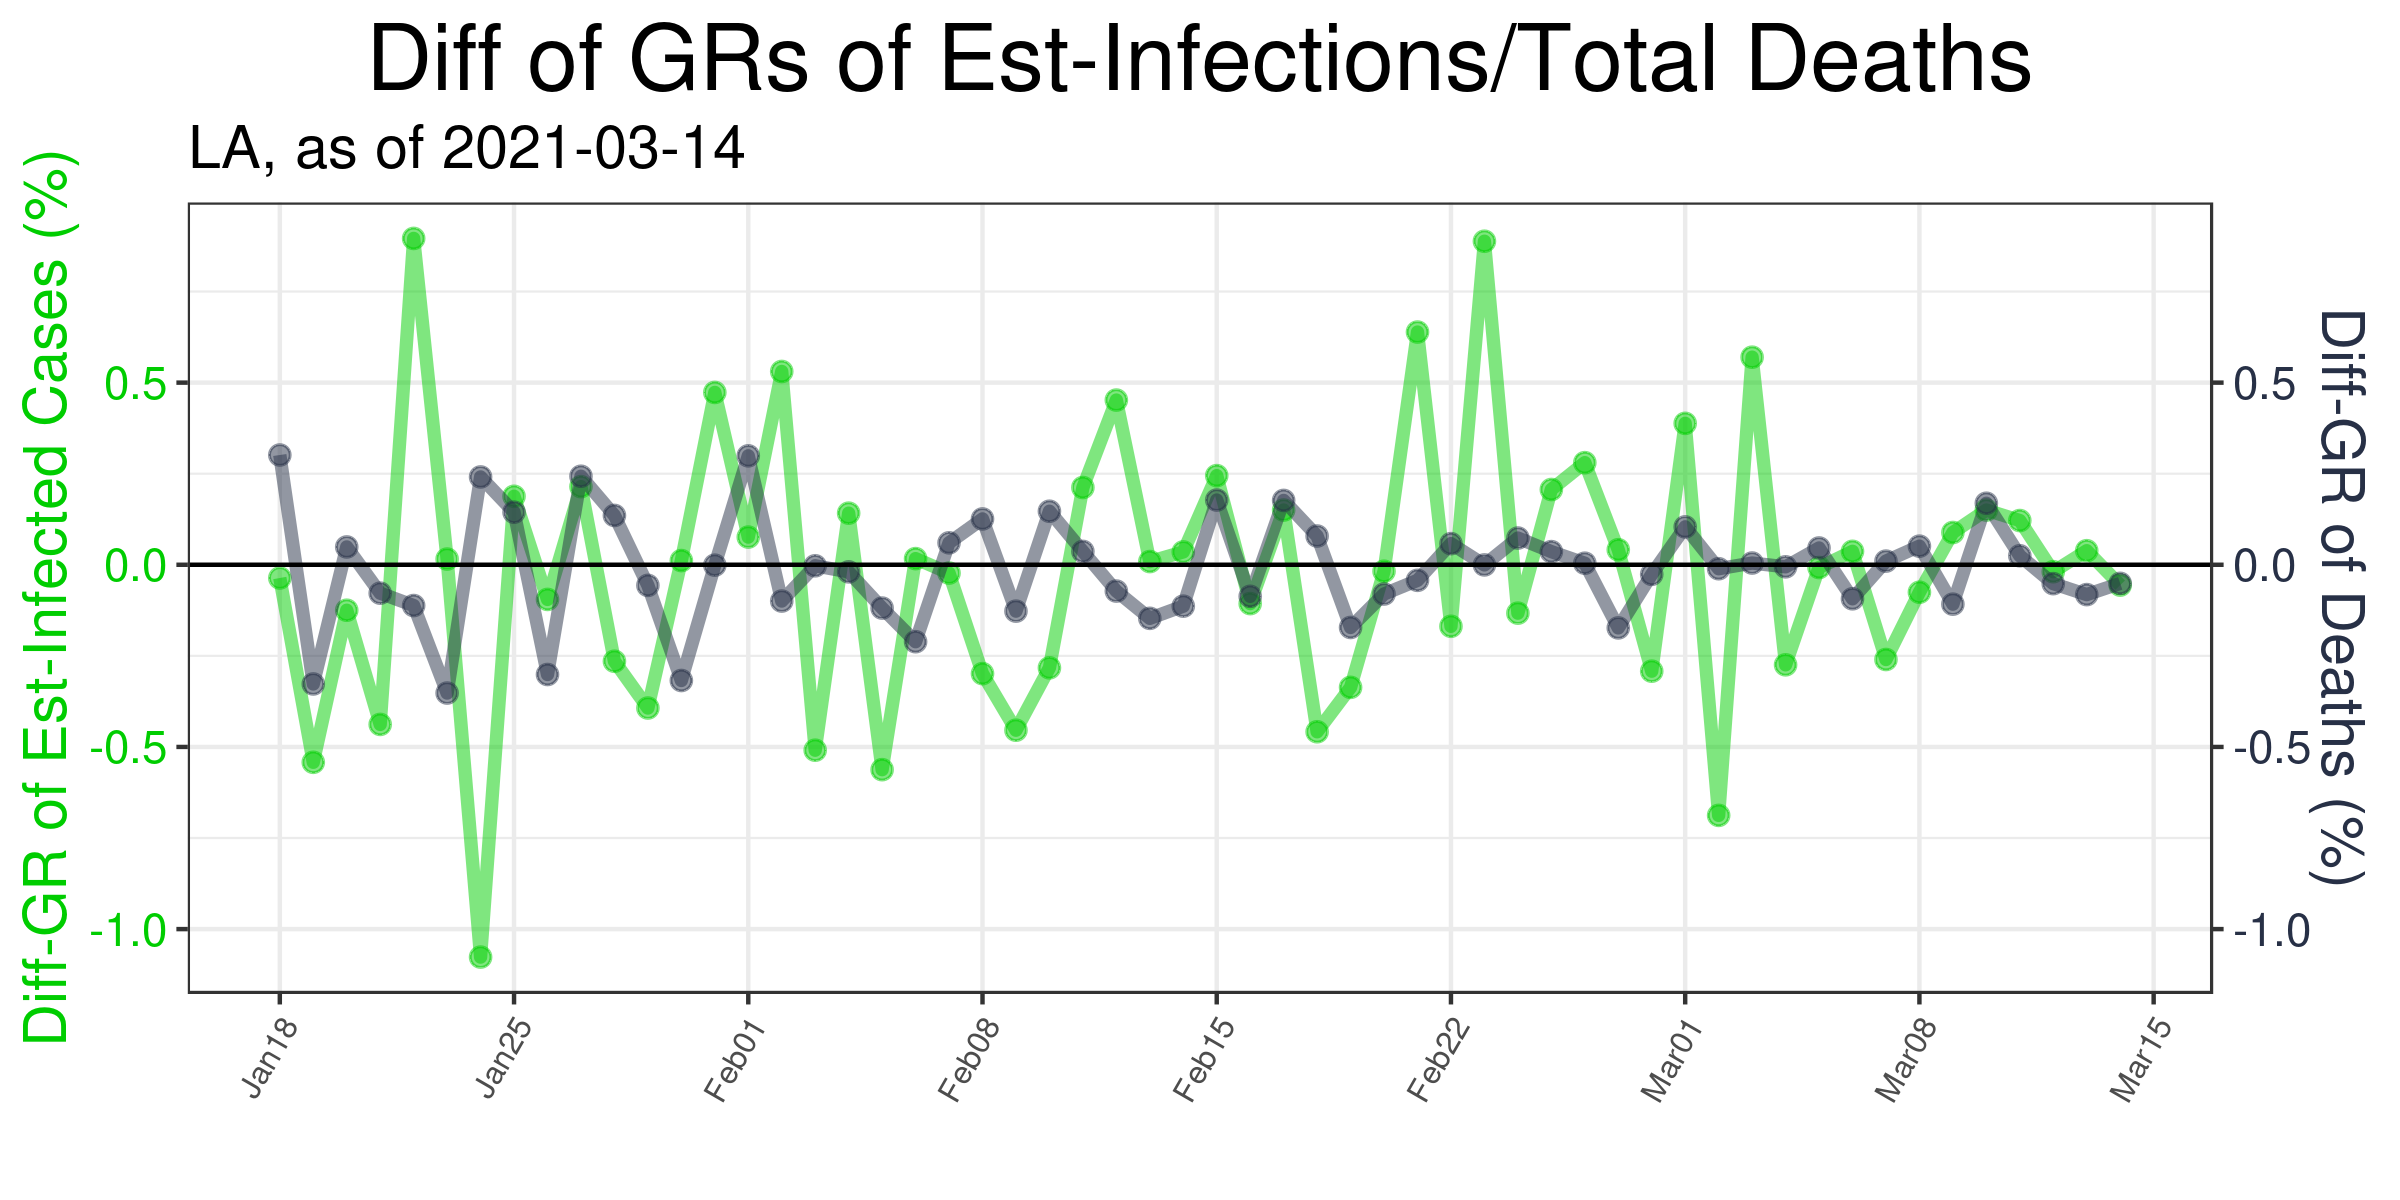 Diff of GRs of Est-Infections/Total Deaths
LA, as of 2021-03-14
Diff-GR of Est-Infected Cases (%)
0.5
0.0
-0.5
-1.0
0.5
0.0
-0.5
-1.0
Diff-GR of Deaths (%)
Jan18
Jan25
Feb01
Feb08
Feb15
Feb22
Mar01
Mar08
Mar15